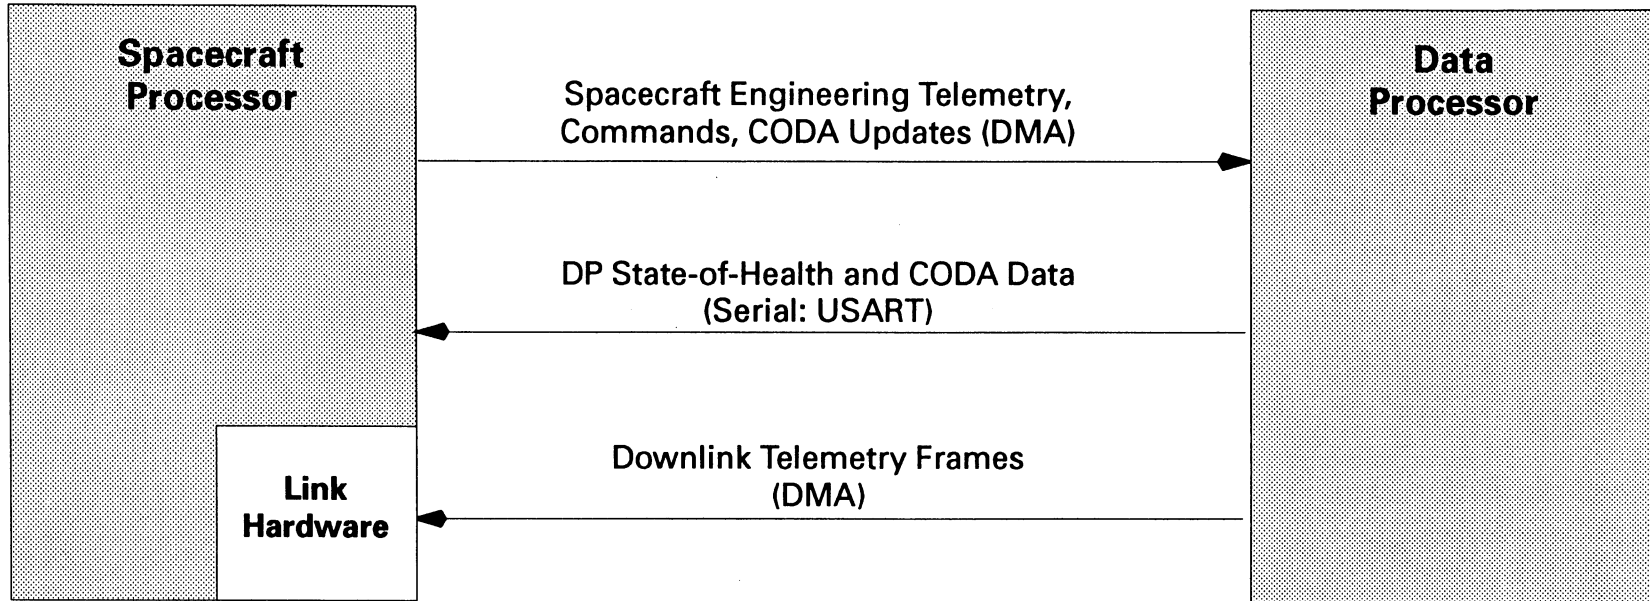 Spacecraft
Processor
Data
Processor
Spacecraft Engineering Telemetry,
Commands, CODA Updates (DMA)
DP State-of-Health and CODA Data
(Serial: USART)
Downlink Telemetry Frames
(DMA)
Link
Hardware